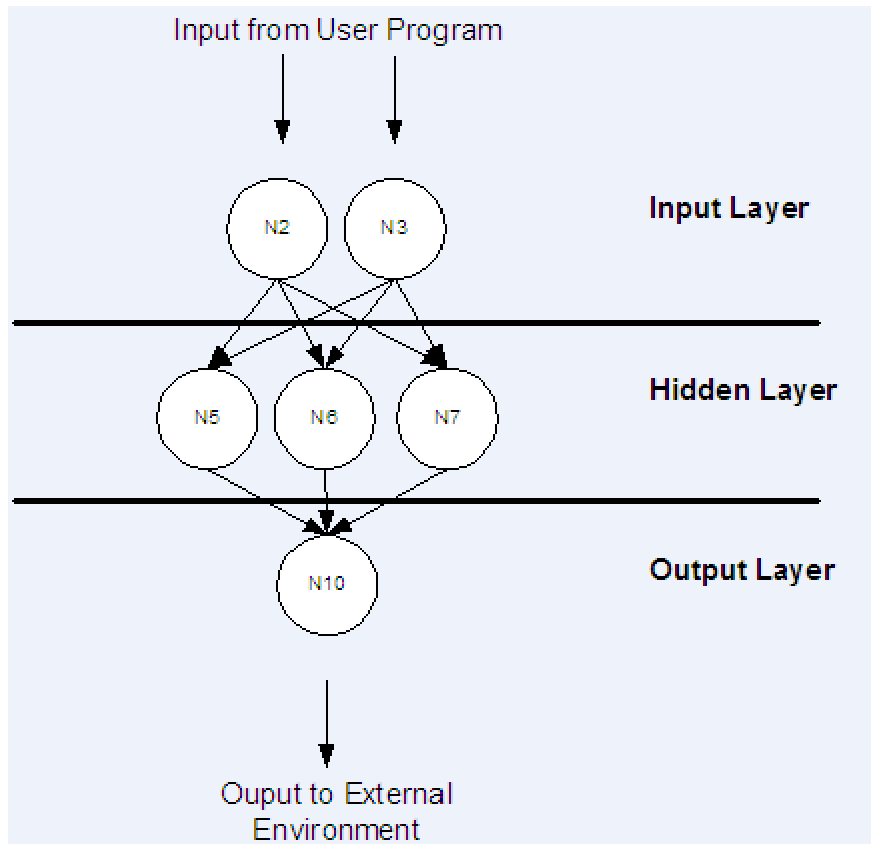 Input from User Program
N2 N3
Input Layer
N5 N6 N7
Hidden Layer
N10
Output Layer
Ouput to External
Environment